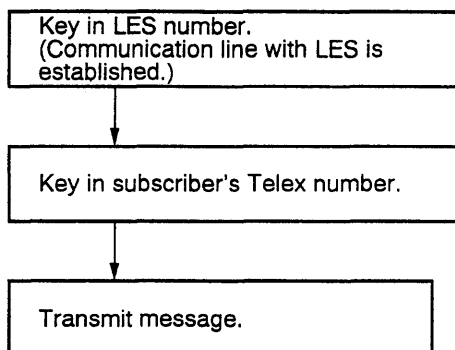 Key in LES number.
(Communication line with LES is
established.)
Key in subscriber's Telex number.
Transmit message.